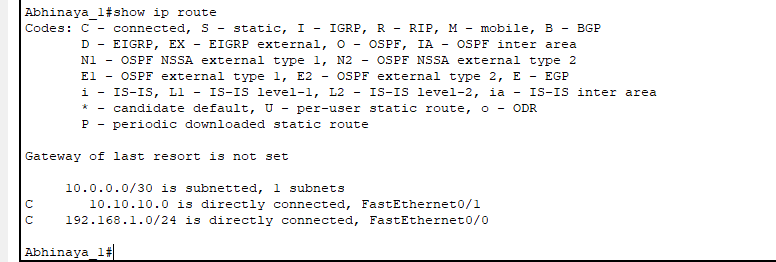 Abhinaya_1#show ip route
Codes: C - connected, S - static, I - IGRP, R - RIP, M - mobile, B - BGP
       D - EIGRP, EX - EIGRP external, O - OSPF, IA - OSPF inter area
       N1 - OSPF NSSA external type 1, N2 - OSPF NSSA external type 2
       E1 - OSPF external type 1, E2 - OSPF external type 2, E - EGP
       i - IS-IS, L1 - IS-IS level-1, L2 - IS-IS level-2, ia - IS-IS inter area
       * - candidate default, U - per-user static route, o - ODR
       P - periodic downloaded static route

Gateway of last resort is not set

     10.0.0.0/30 is subnetted, 1 subnets
C       10.10.10.0 is directly connected, FastEthernet0/1
C    192.168.1.0/24 is directly connected, FastEthernet0/0

Abhinaya_1#